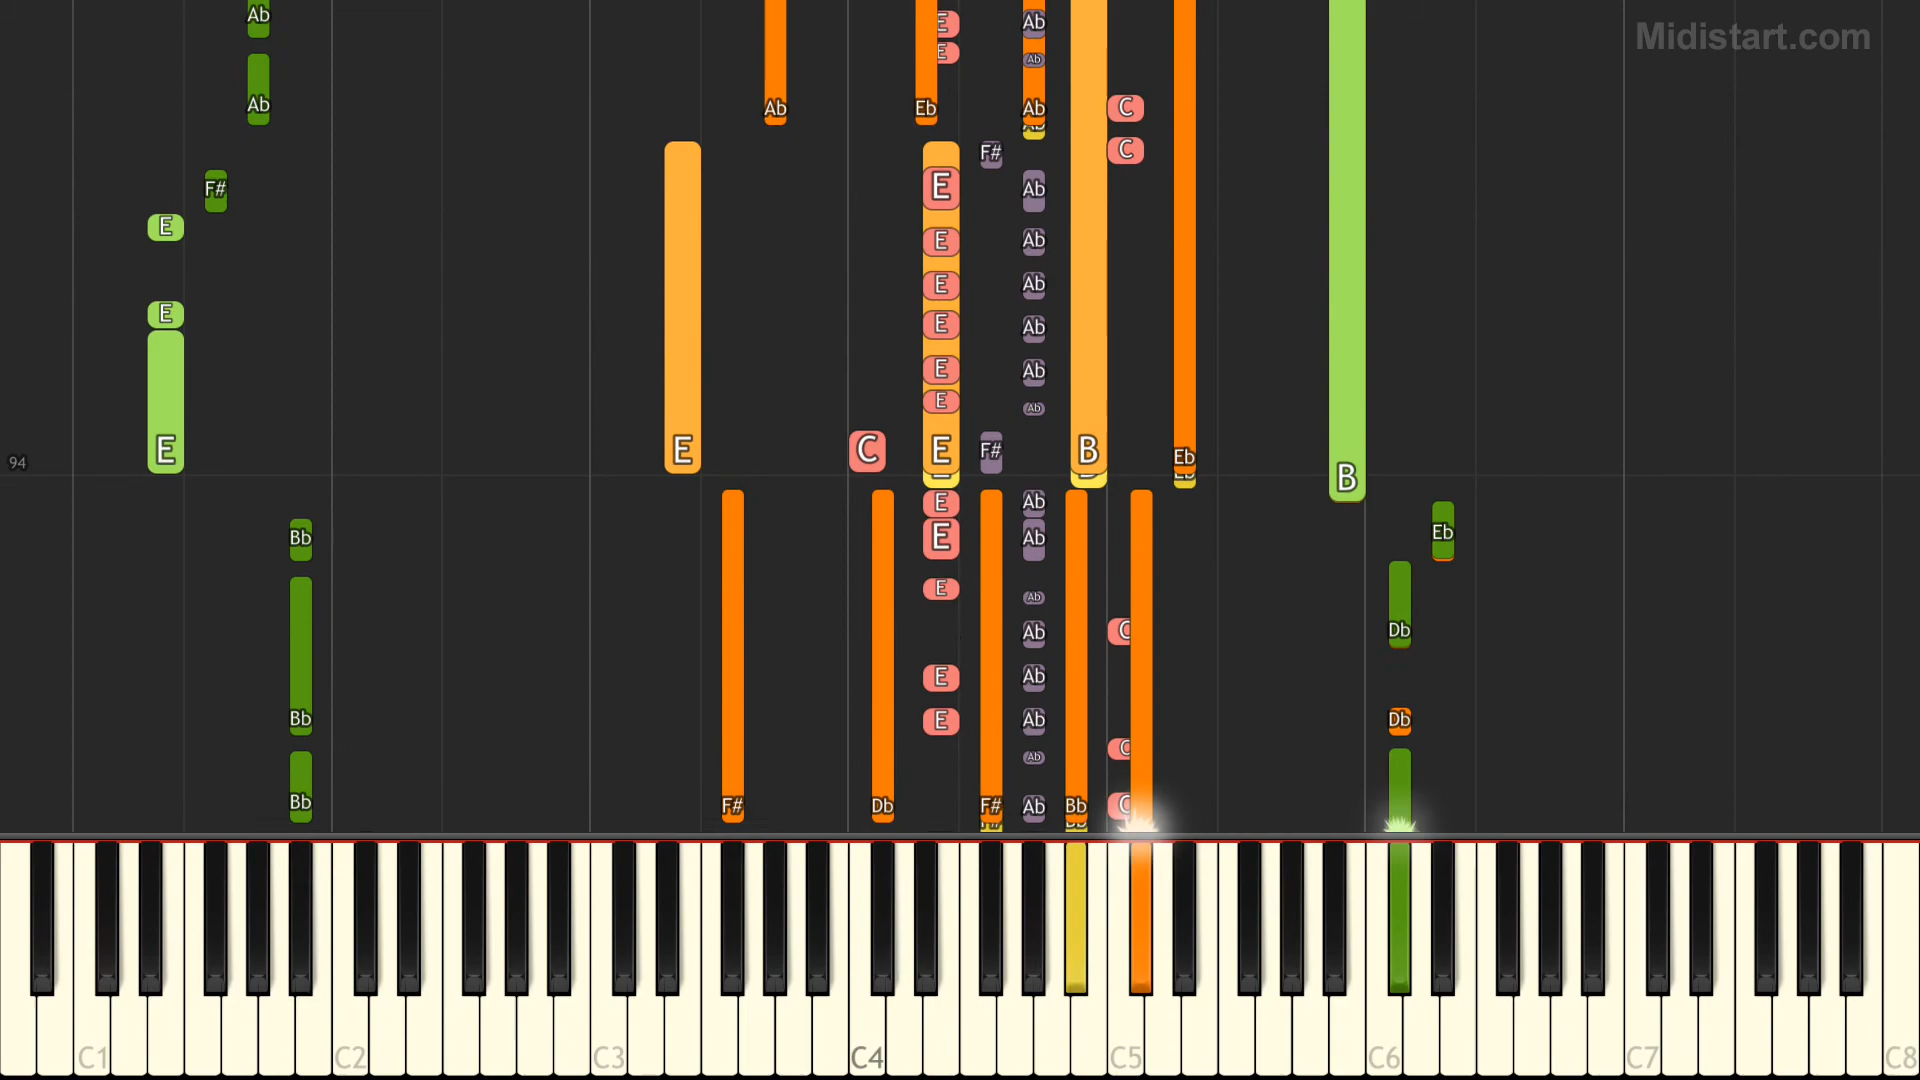 Ab E Ab Midistart.com
E Ab
Ab Ab Eb Ab C
F# C
F# E Ab
E E Ab
E E Ab
E Ab
E Ab
E Ab
E E C E F# B Eb
94
B
E Ab
Bb E Ab Eb
E Ab
Ab C Db
E Ab
Bb E Ab Db
Ab C
Bb F# Db F# Ab Bb C
C1 C2 C3 C4 C5 C6 C7 C8